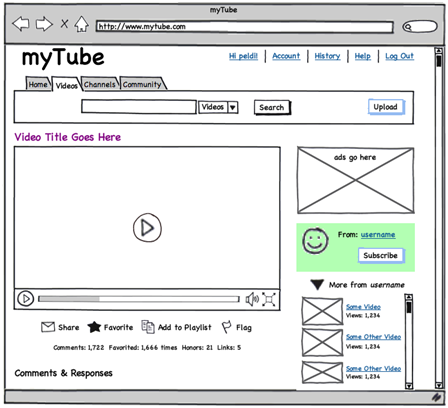 myTube
http://www.mytube.com
myTube
Hi peldi! Account History Help Log Out
Home Videos Channels Community
Videos Search Upload
Video Title Goes Here
ads go here
From: username
Subscribe
More from username
Some Video
Views: 1,234
Some Other Video
Views: 1,234
Some Other Video
Views: 1,234
Share Favorite Add to Playlist Flag
Comments: 1,722 Favorited: 1,666 times Honors: 21 Links: 5
Comments & Responses